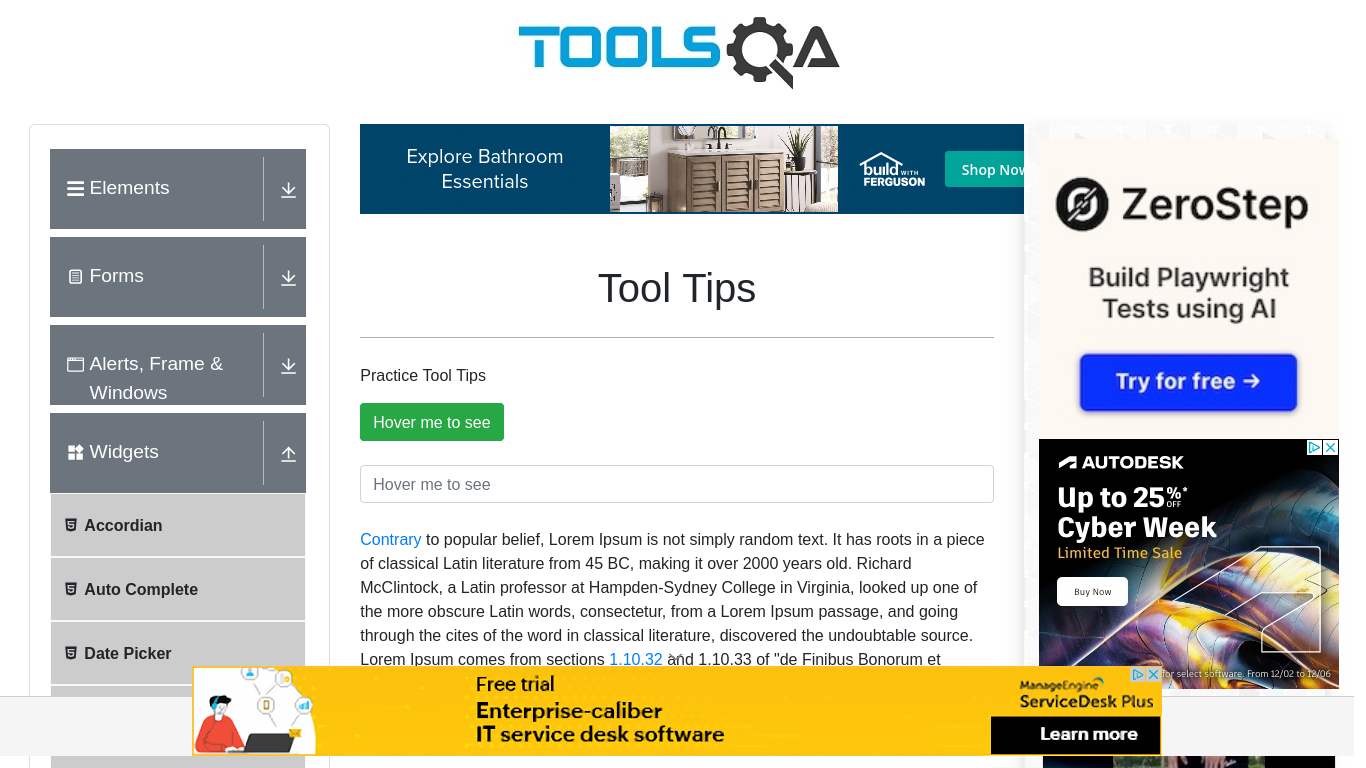 TOOLSQA
Elements
Forms
Alerts, Frame &
Windows
Widgets
Accordian
Auto Complete
Date Picker
Explore Bathroom
Essentials
build WITH
FERGUSON
Shop Now
Tool Tips
Practice Tool Tips
Hover me to see
Hover me to see
Contrary to popular belief, Lorem Ipsum is not simply random text. It has roots in a piece
of classical Latin literature from 45 BC, making it over 2000 years old. Richard
McClintock, a Latin professor at Hampden-Sydney College in Virginia, looked up one of
the more obscure Latin words, consectetur, from a Lorem Ipsum passage, and going
through the cites of the word in classical literature, discovered the undoubtable source.
Lorem Ipsum comes from sections 1.10.32 and 1.10.33 of "de Finibus Bonorum et
ZeroStep
Build Playwright
Tests using AI
Try for free →
AUTODESK
Up to 25%*
OFF
Cyber Week
Limited Time Sale
Buy Now
for select software. From 12/02 to 12/06
Free trial
Enterprise-caliber
IT service desk software
ManageEngine
ServiceDesk Plus
Learn more